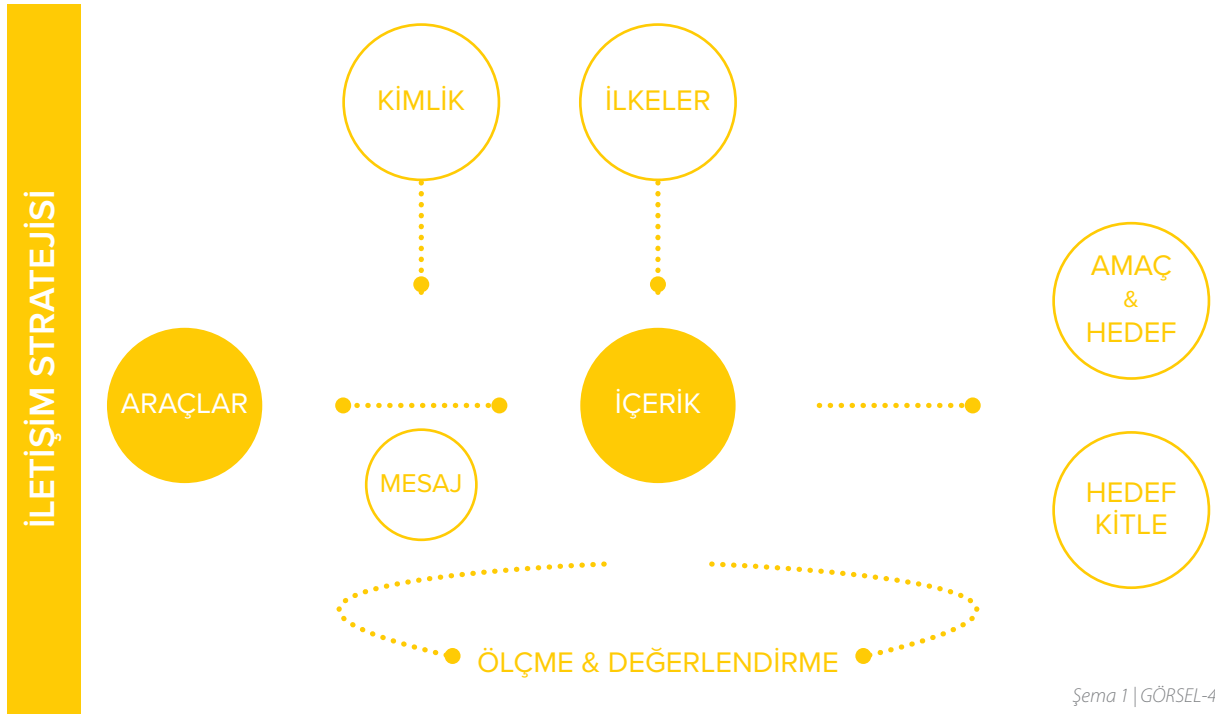 İLETİŞİM STRATEJİSİ
KİMLİK
İLKELER
AMAÇ
&
HEDEF
ARAÇLAR
İÇERİK
MESAJ
HEDEF
KİTLE
ÖLÇME & DEĞERLENDİRME
Şema 1 | GÖRSEL-4